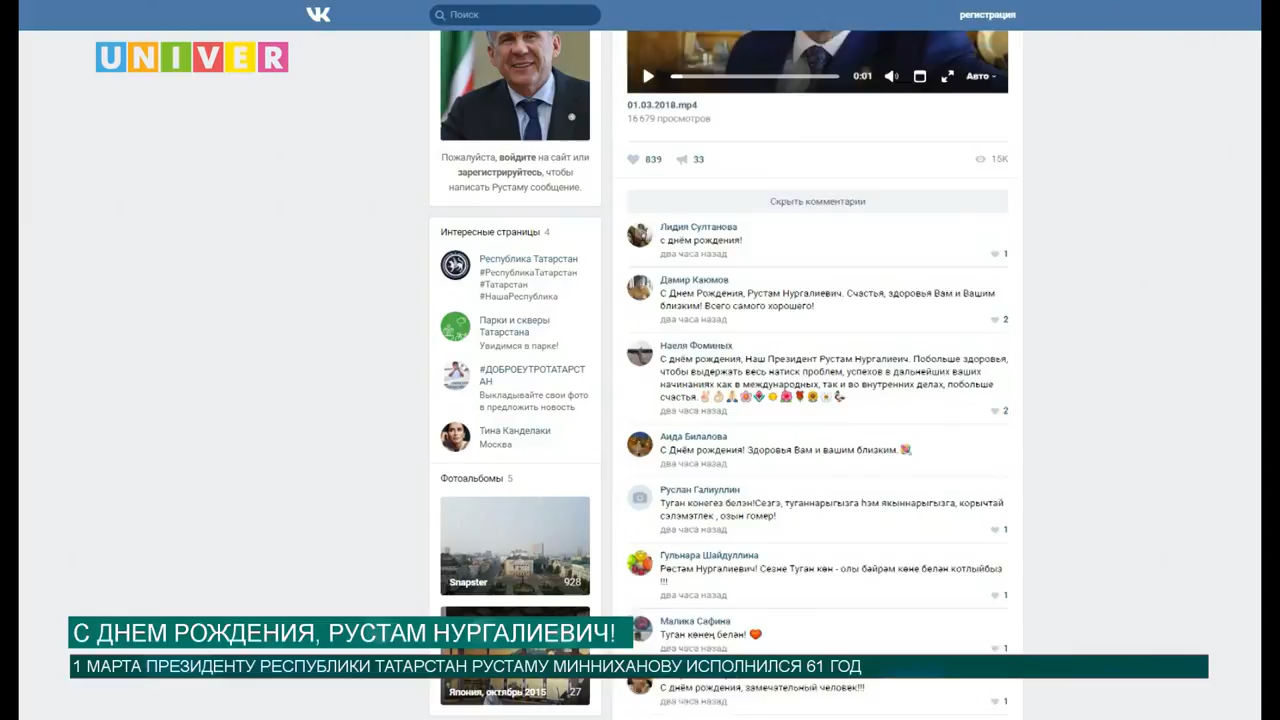 VK
Поиск
регистрация
UNIVER
0:01
Авто
01.03.2018.mp4
16 679 просмотров
839
33
15K
Пожалуйста, войдите на сайт или
зарегистрируйтесь, чтобы
написать Рустаму сообщение.
Интересные страницы 4
Республика Татарстан
#РеспубликаТатарстан
#Татарстан
#НашаРеспублика
Парки и скверы
Татарстана
Увидимся в парке!
#ДОБРОЕУТРОТАТАРСТ
АН
Выкладывайте свои фото
в предложить новость
Тина Канделаки
Москва
Фотоальбомы 5
Snapster
928
Япония, октябрь 2015
27
Скрыть комментарии
Лидия Султанова
с днём рождения!
два часа назад
1
Дамир Каюмов
С Днем Рождения, Рустам Нургалиевич. Счастья, здоровья Вам и Вашим
близким! Всего самого хорошего!
два часа назад
2
Наеля Фоминых
С днём рождения, Наш Президент Рустам Нургалиеич. Побольше здоровья,
чтобы выдержать весь натиск проблем, успехов в дальнейших ваших
начинаниях как в международных, так и во внутренних делах, побольше
счастья.
два часа назад
2
Аида Билалова
С Днём рождения! Здоровья Вам и вашим близким.
два часа назад
Руслан Галиуллин
Туган конегез белэн!Сезгэ, туганнарыгызга һэм якыннарыгызга, корычтай
сэлэмэтлек , озын гомер!
два часа назад
1
Гульнара Шайдуллина
Рөстәм Нургалиевич! Сезне Туган көн - олы бәйрәм көне белән котлыйбыз
!!!
два часа назад
1
Малика Сафина
Туган көнең белән!
два часа назад
1
С днём рождения, замечательный человек!!!
два часа назад
1
С ДНЕМ РОЖДЕНИЯ, РУСТАМ НУРГАЛИЕВИЧ!
1 МАРТА ПРЕЗИДЕНТУ РЕСПУБЛИКИ ТАТАРСТАН РУСТАМУ МИННИХАНОВУ ИСПОЛНИЛСЯ 61 ГОД